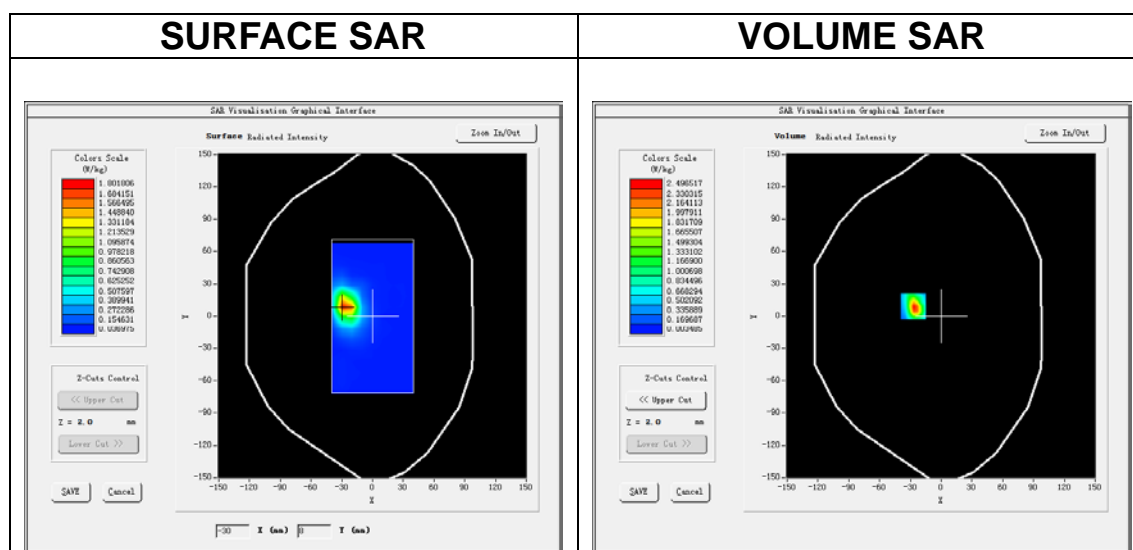 SURFACE SAR
VOLUME SAR
SAR Visualisation Graphical Interface
Surface Radiated Intensity
Zoom In/Out
Colors Scale
(W/kg)
1.801806
1.684151
1.566495
1.448840
1.331184
1.213529
1.095874
0.978218
0.860563
0.742908
0.625252
0.507597
0.389941
0.272286
0.154631
0.036975
Z-Cuts Control
<< Upper Cut
Z = 2.0 mm
Lower Cut >>
SAVE Cancel
150
120
90
60
30
0
-30
-60
-90
-120
-150
Y
-150 -120 -90 -60 -30 0 30 60 90 120 150
X
-30 X (mm) 8 Y (mm)
SAR Visualisation Graphical Interface
Volume Radiated Intensity
Zoom In/Out
Colors Scale
(W/kg)
2.496517
2.330315
2.164113
1.997911
1.831709
1.665507
1.499304
1.333102
1.166900
1.000698
0.834496
0.668294
0.502092
0.335889
0.169687
0.003485
Z-Cuts Control
<< Upper Cut
Z = 2.0 mm
Lower Cut >>
SAVE Cancel
150
120
90
60
30
0
-30
-60
-90
-120
-150
Y
-150 -120 -90 -60 -30 0 30 60 90 120 150
X